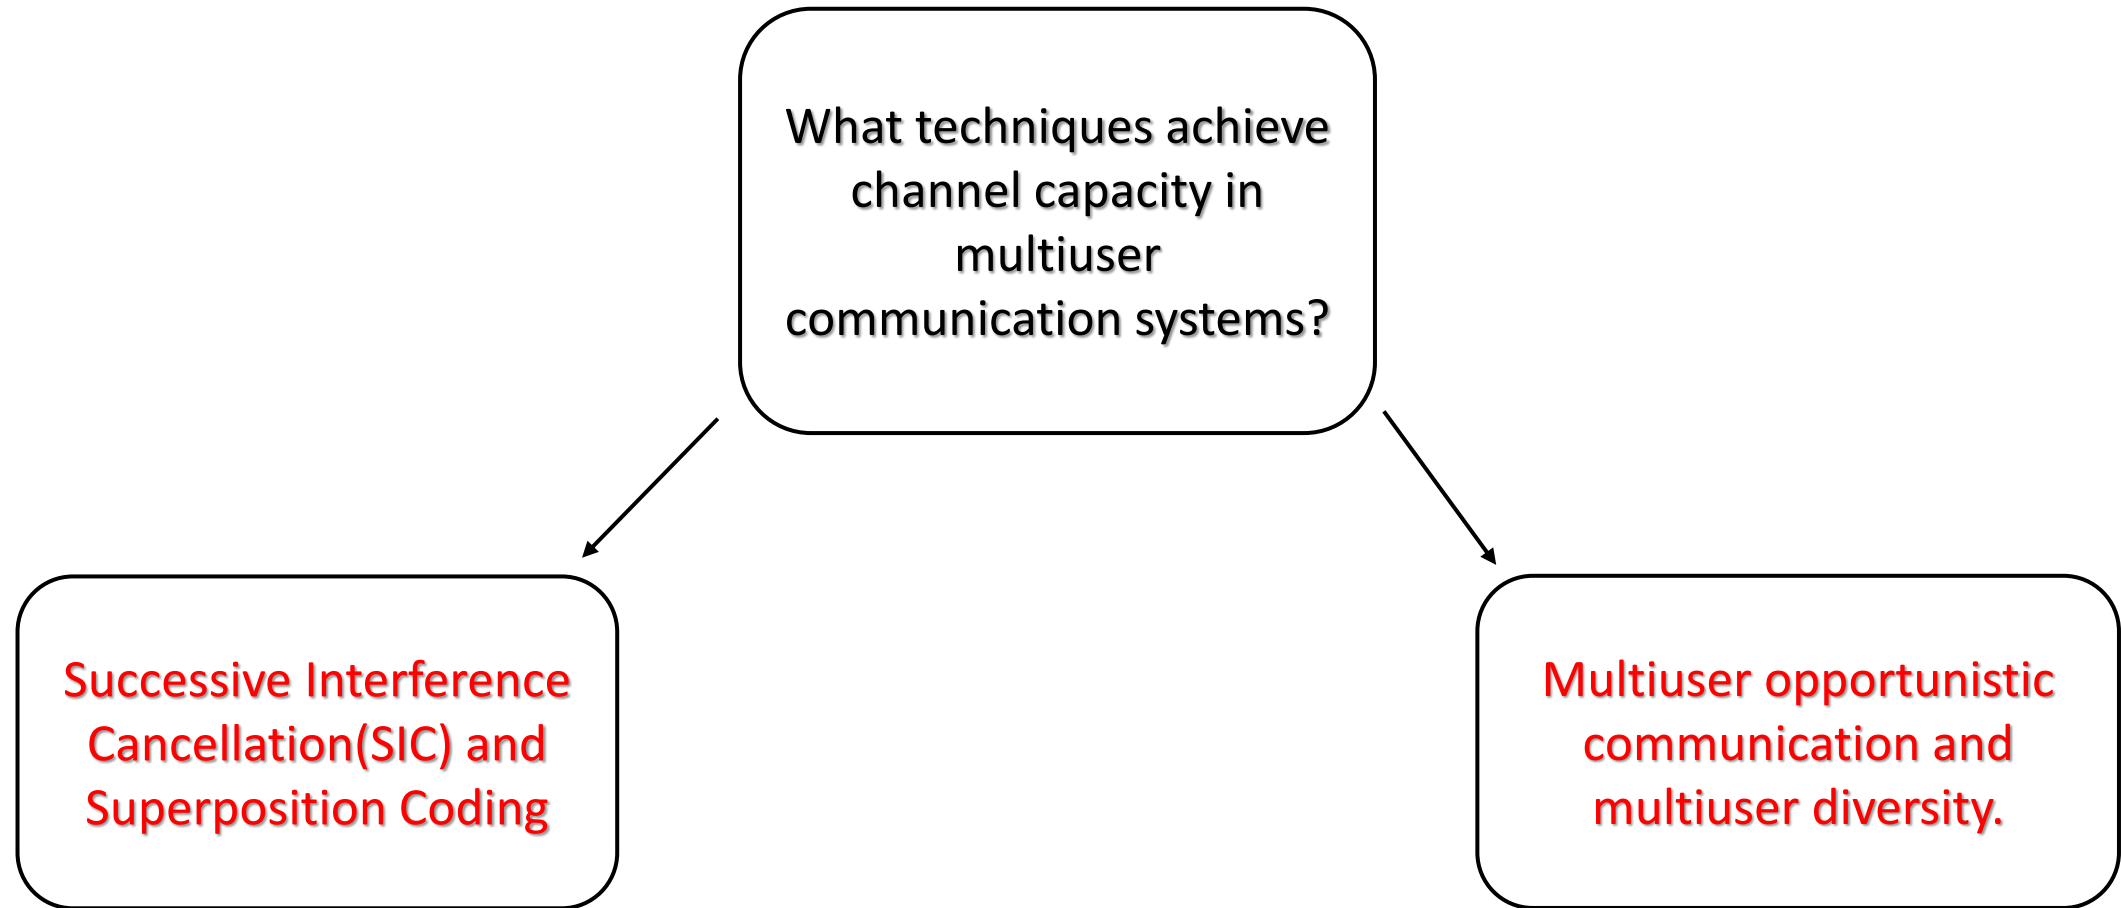 What techniques achieve
channel capacity in
multiuser
communication systems?
Successive Interference
Cancellation(SIC) and
Superposition Coding
Multiuser opportunistic
communication and
multiuser diversity.